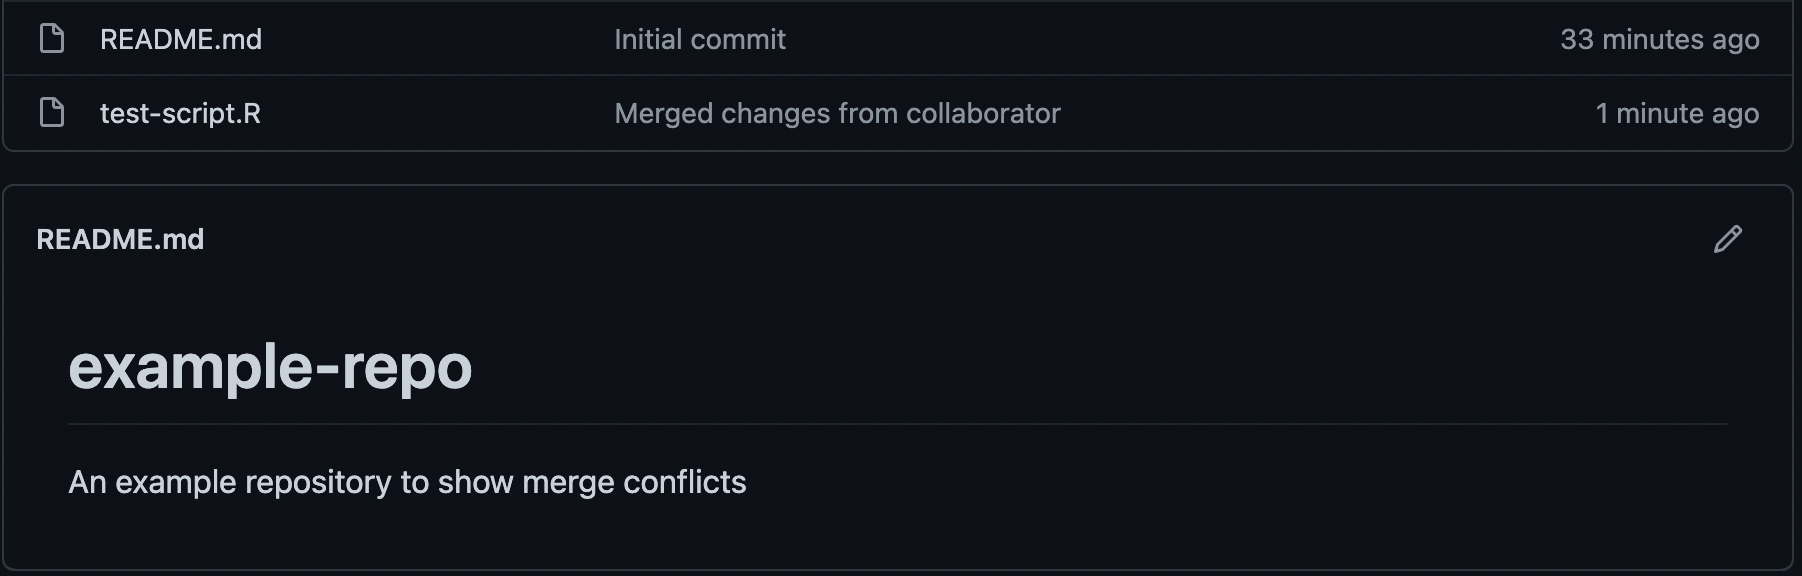 README.md Initial commit 33 minutes ago
test-script.R Merged changes from collaborator 1 minute ago
README.md
example-repo
An example repository to show merge conflicts